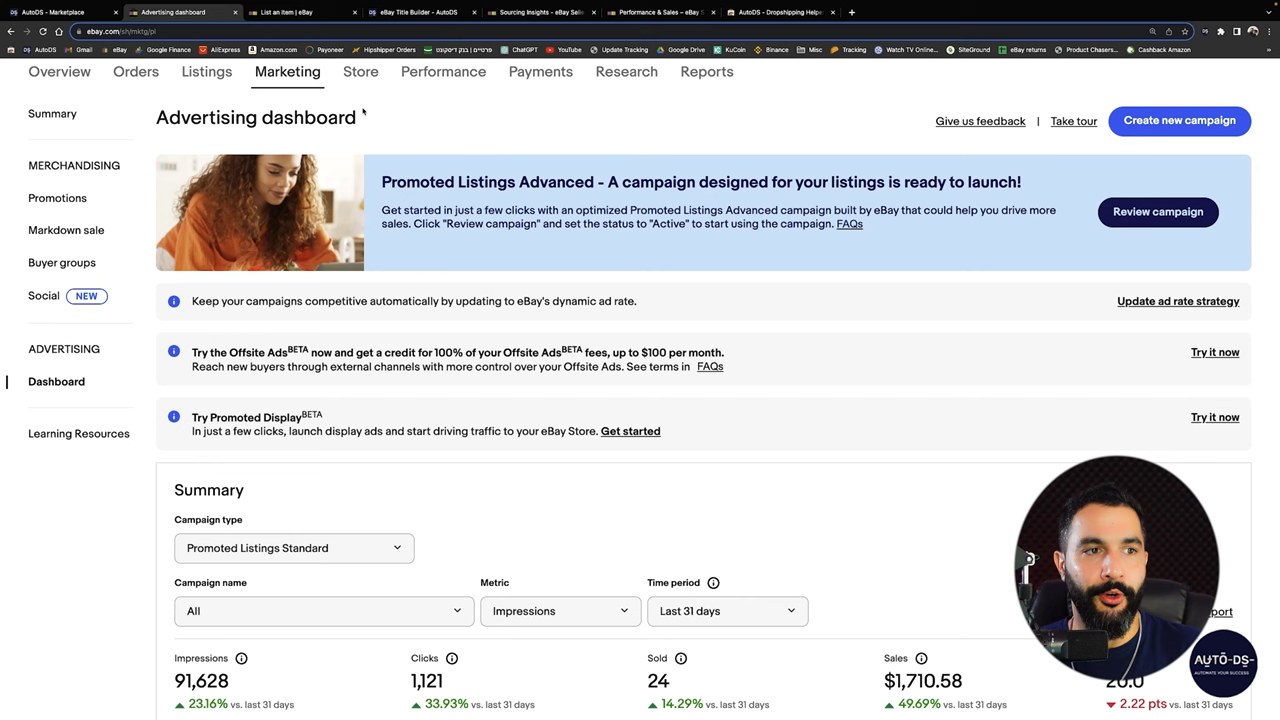 AutoDS - Marketplace
Advertising dashboard
List an item | eBay
eBay Title Builder - AutoDS
Sourcing Insights - eBay Selle
Performance & Sales – eBay S
AutoDS - Dropshipping Helper
ebay.com/sh/mktg/pl
AutoDS
Gmail
eBay
Google Finance
AliExpress
Amazon.com
Payoneer
Hipshipper Orders
ChatGPT
YouTube
Update Tracking
Google Drive
KuCoin
Binance
Misc
Tracking
Watch TV Online...
SiteGround
eBay returns
Product Chasers...
Cashback Amazon
Overview
Orders
Listings
Marketing
Store
Performance
Payments
Research
Reports
Summary
MERCHANDISING
Promotions
Markdown sale
Buyer groups
Social NEW
ADVERTISING
Dashboard
Learning Resources
Advertising dashboard
Give us feedback | Take tour
Create new campaign
Promoted Listings Advanced - A campaign designed for your listings is ready to launch!
Get started in just a few clicks with an optimized Promoted Listings Advanced campaign built by eBay that could help you drive more
sales. Click "Review campaign" and set the status to "Active" to start using the campaign. FAQs
Review campaign
Keep your campaigns competitive automatically by updating to eBay's dynamic ad rate.
Update ad rate strategy
Try the Offsite AdsBETA now and get a credit for 100% of your Offsite AdsBETA fees, up to $100 per month.
Reach new buyers through external channels with more control over your Offsite Ads. See terms in FAQs
Try it now
Try Promoted DisplayBETA
In just a few clicks, launch display ads and start driving traffic to your eBay Store. Get started
Try it now
Summary
Campaign type
Promoted Listings Standard
Campaign name
All
Metric
Impressions
Time period
Last 31 days
port
Impressions
91,628
23.16% vs. last 31 days
Clicks
1,121
33.93% vs. last 31 days
Sold
24
14.29% vs. last 31 days
Sales
$1,710.58
49.69% vs. last 31 days
2.22 pts vs. last 31 days
AUTO-DS-
AUTOMATE YOUR SUCCESS